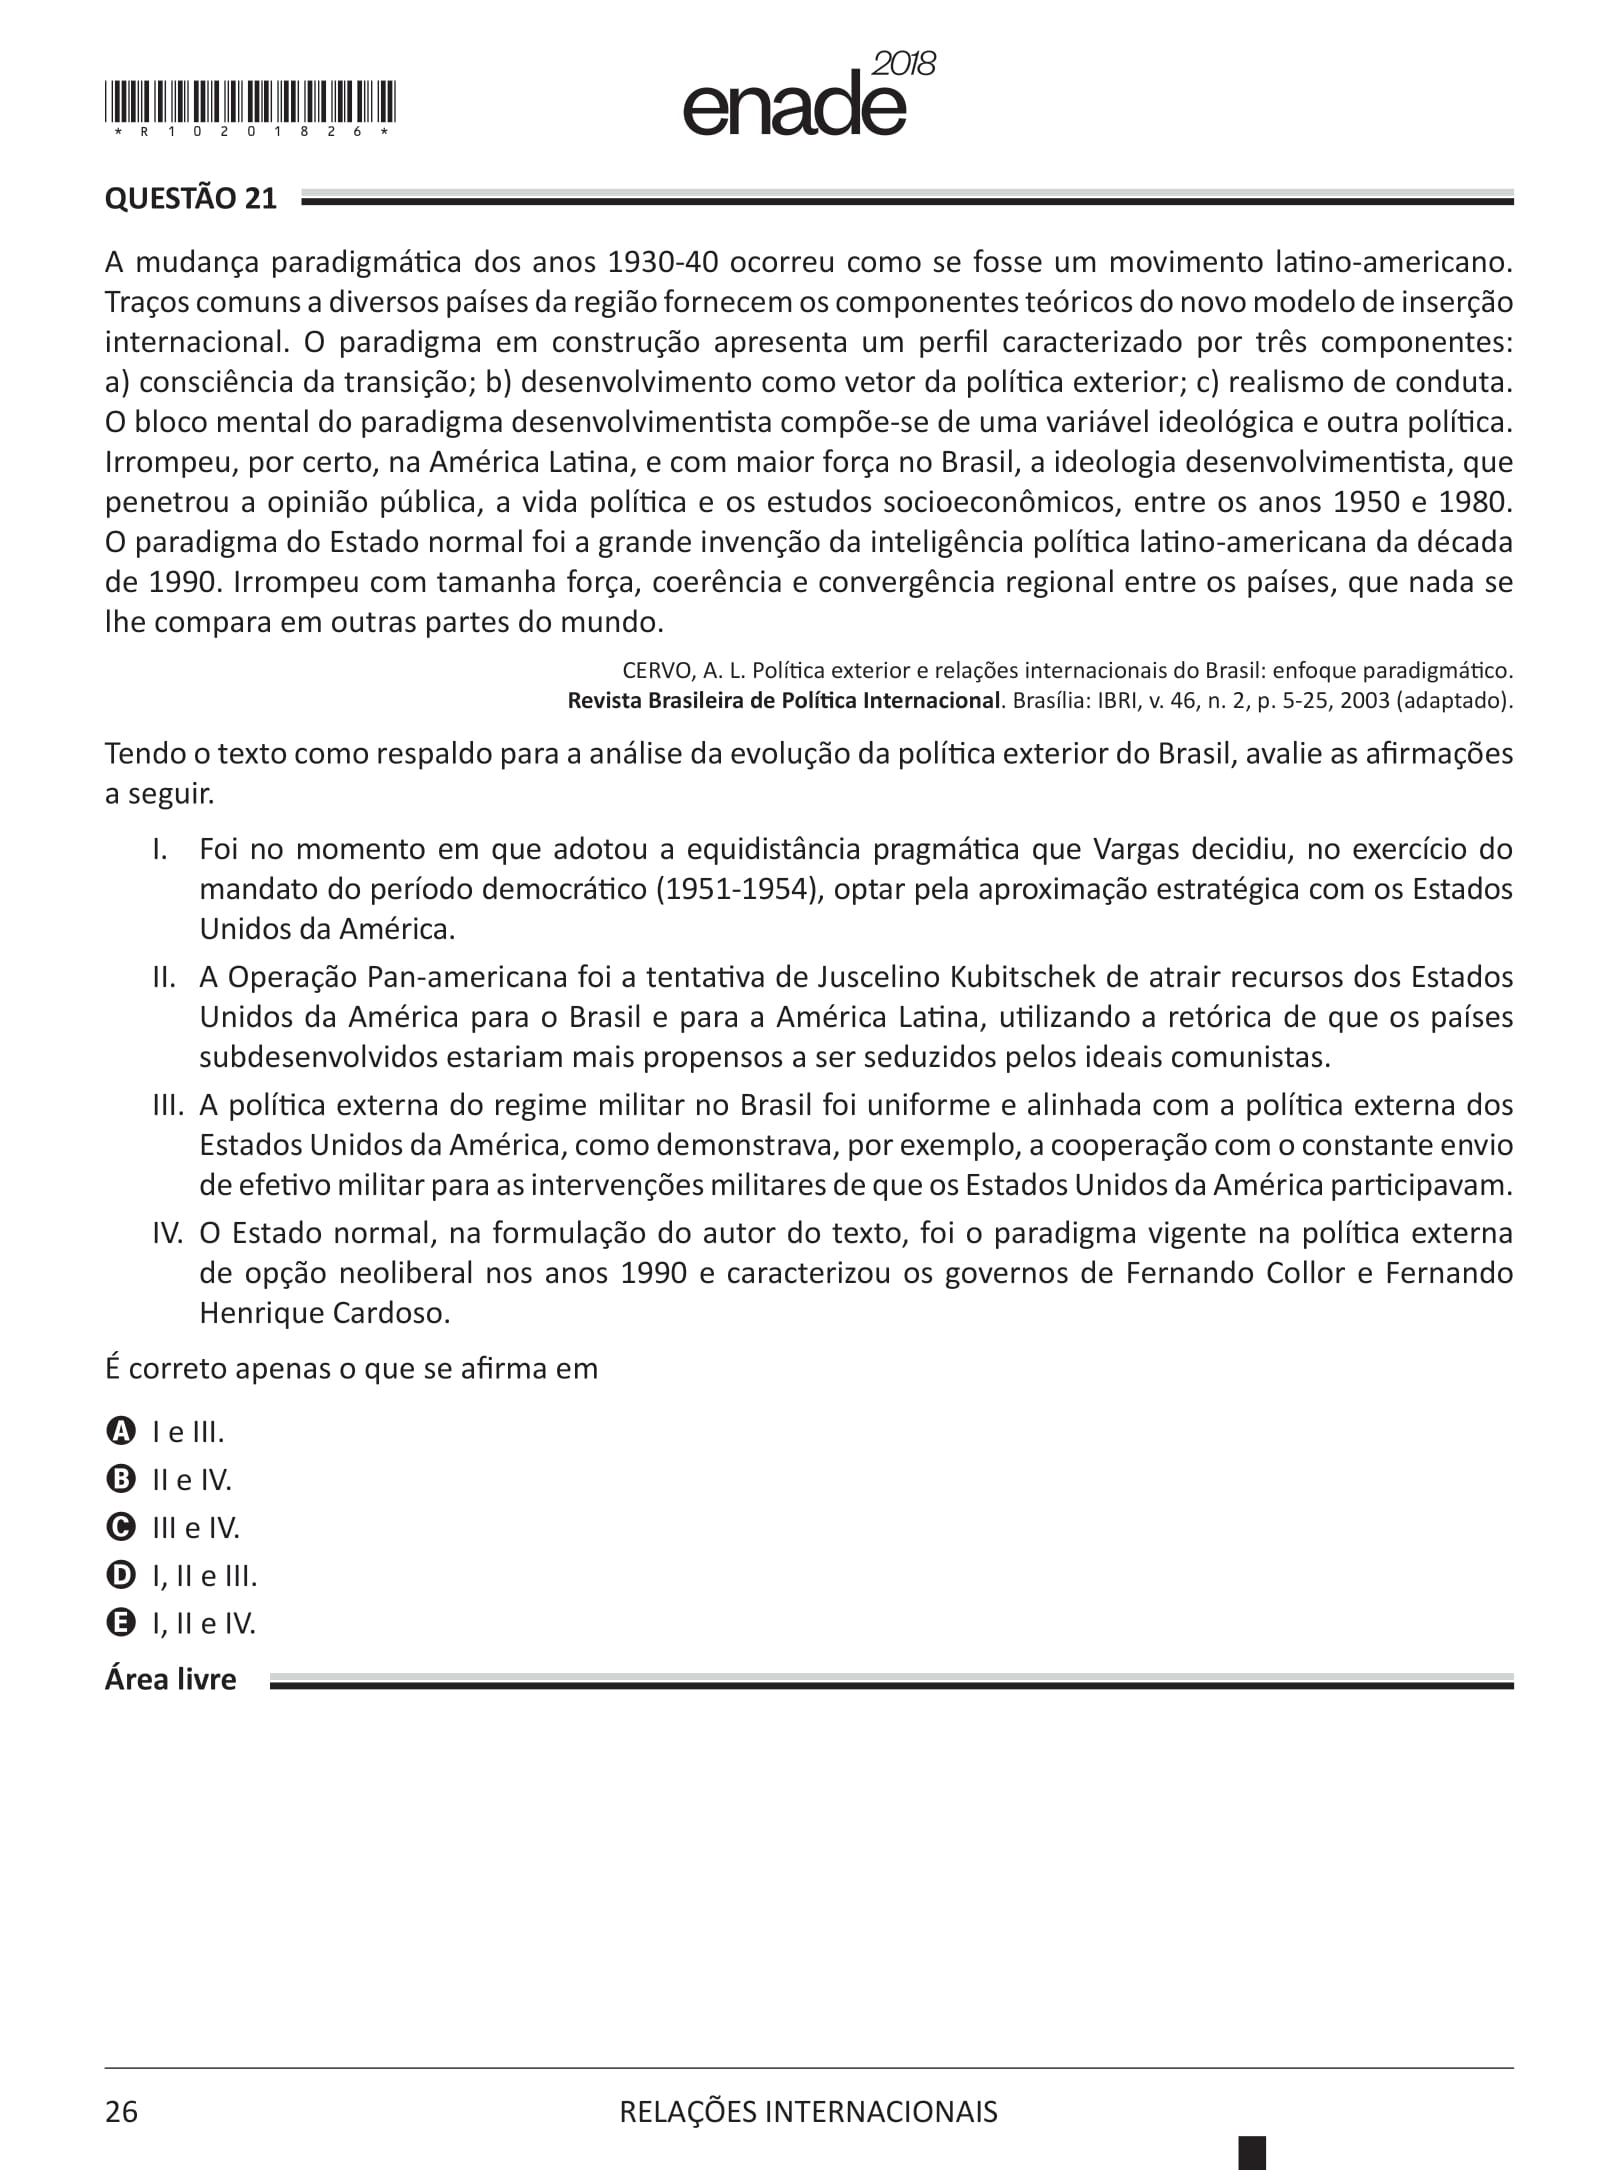 2018
enade
* R 1 0 2 0 1 8 2 6 *
QUESTÃO 21
A mudança paradigmática dos anos 1930-40 ocorreu como se fosse um movimento latino-americano.
Traços comuns a diversos países da região fornecem os componentes teóricos do novo modelo de inserção
internacional. O paradigma em construção apresenta um perfil caracterizado por três componentes:
a) consciência da transição; b) desenvolvimento como vetor da política exterior; c) realismo de conduta.
O bloco mental do paradigma desenvolvimentista compõe-se de uma variável ideológica e outra política.
Irrompeu, por certo, na América Latina, e com maior força no Brasil, a ideologia desenvolvimentista, que
penetrou a opinião pública, a vida política e os estudos socioeconômicos, entre os anos 1950 e 1980.
O paradigma do Estado normal foi a grande invenção da inteligência política latino-americana da década
de 1990. Irrompeu com tamanha força, coerência e convergência regional entre os países, que nada se
lhe compara em outras partes do mundo.
CERVO, A. L. Política exterior e relações internacionais do Brasil: enfoque paradigmático.
Revista Brasileira de Política Internacional. Brasília: IBRI, v. 46, n. 2, p. 5-25, 2003 (adaptado).
Tendo o texto como respaldo para a análise da evolução da política exterior do Brasil, avalie as afirmações
a seguir.
I. Foi no momento em que adotou a equidistância pragmática que Vargas decidiu, no exercício do
mandato do período democrático (1951-1954), optar pela aproximação estratégica com os Estados
Unidos da América.
II. A Operação Pan-americana foi a tentativa de Juscelino Kubitschek de atrair recursos dos Estados
Unidos da América para o Brasil e para a América Latina, utilizando a retórica de que os países
subdesenvolvidos estariam mais propensos a ser seduzidos pelos ideais comunistas.
III. A política externa do regime militar no Brasil foi uniforme e alinhada com a política externa dos
Estados Unidos da América, como demonstrava, por exemplo, a cooperação com o constante envio
de efetivo militar para as intervenções militares de que os Estados Unidos da América participavam.
IV. O Estado normal, na formulação do autor do texto, foi o paradigma vigente na política externa
de opção neoliberal nos anos 1990 e caracterizou os governos de Fernando Collor e Fernando
Henrique Cardoso.
É correto apenas o que se afirma em
A I e III.
B II e IV.
C III e IV.
D I, II e III.
E I, II e IV.
Área livre
26
RELAÇÕES INTERNACIONAIS